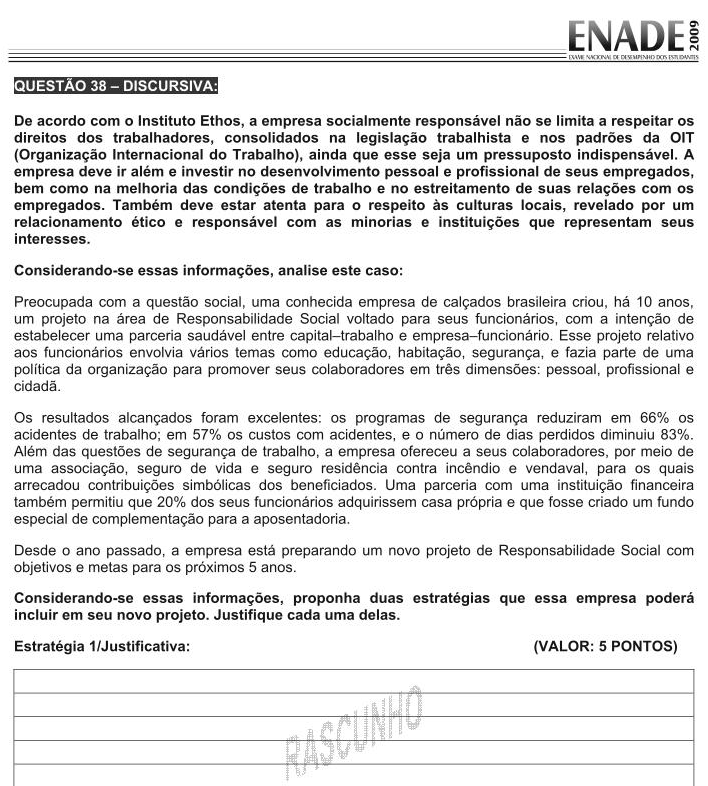 ENADE 2009
EXAME NACIONAL DE DESEMPENHO DOS ESTUDANTES
QUESTÃO 38 – DISCURSIVA:
De acordo com o Instituto Ethos, a empresa socialmente responsável não se limita a respeitar os
direitos dos trabalhadores, consolidados na legislação trabalhista e nos padrões da OIT
(Organização Internacional do Trabalho), ainda que esse seja um pressuposto indispensável. A
empresa deve ir além e investir no desenvolvimento pessoal e profissional de seus empregados,
bem como na melhoria das condições de trabalho e no estreitamento de suas relações com os
empregados. Também deve estar atenta para o respeito às culturas locais, revelado por um
relacionamento ético e responsável com as minorias e instituições que representam seus
interesses.
Considerando-se essas informações, analise este caso:
Preocupada com a questão social, uma conhecida empresa de calçados brasileira criou, há 10 anos,
um projeto na área de Responsabilidade Social voltado para seus funcionários, com a intenção de
estabelecer uma parceria saudável entre capital–trabalho e empresa–funcionário. Esse projeto relativo
aos funcionários envolvia vários temas como educação, habitação, segurança, e fazia parte de uma
política da organização para promover seus colaboradores em três dimensões: pessoal, profissional e
cidadã.
Os resultados alcançados foram excelentes: os programas de segurança reduziram em 66% os
acidentes de trabalho; em 57% os custos com acidentes, e o número de dias perdidos diminuiu 83%.
Além das questões de segurança de trabalho, a empresa ofereceu a seus colaboradores, por meio de
uma associação, seguro de vida e seguro residência contra incêndio e vendaval, para os quais
arrecadou contribuições simbólicas dos beneficiados. Uma parceria com uma instituição financeira
também permitiu que 20% dos seus funcionários adquirissem casa própria e que fosse criado um fundo
especial de complementação para a aposentadoria.
Desde o ano passado, a empresa está preparando um novo projeto de Responsabilidade Social com
objetivos e metas para os próximos 5 anos.
Considerando-se essas informações, proponha duas estratégias que essa empresa poderá
incluir em seu novo projeto. Justifique cada uma delas.
Estratégia 1/Justificativa: (VALOR: 5 PONTOS)
RASCUNHO